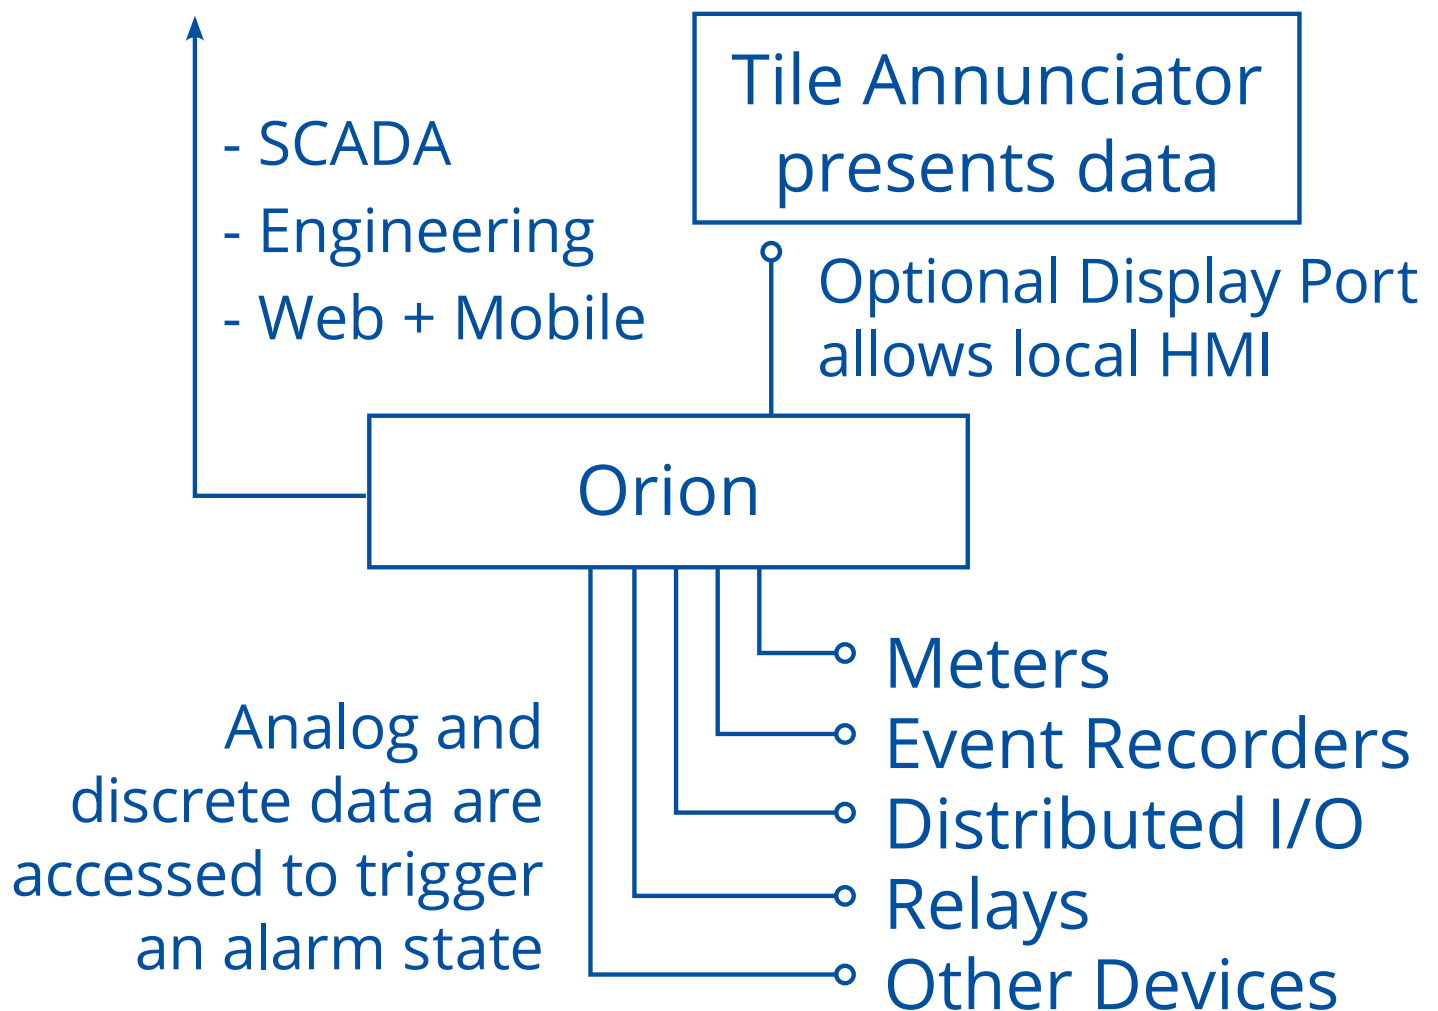 - SCADA
- Engineering
- Web + Mobile
Tile Annunciator
presents data
Optional Display Port
allows local HMI
Orion
Analog and
discrete data are
accessed to trigger
an alarm state
Meters
Event Recorders
Distributed I/O
Relays
Other Devices